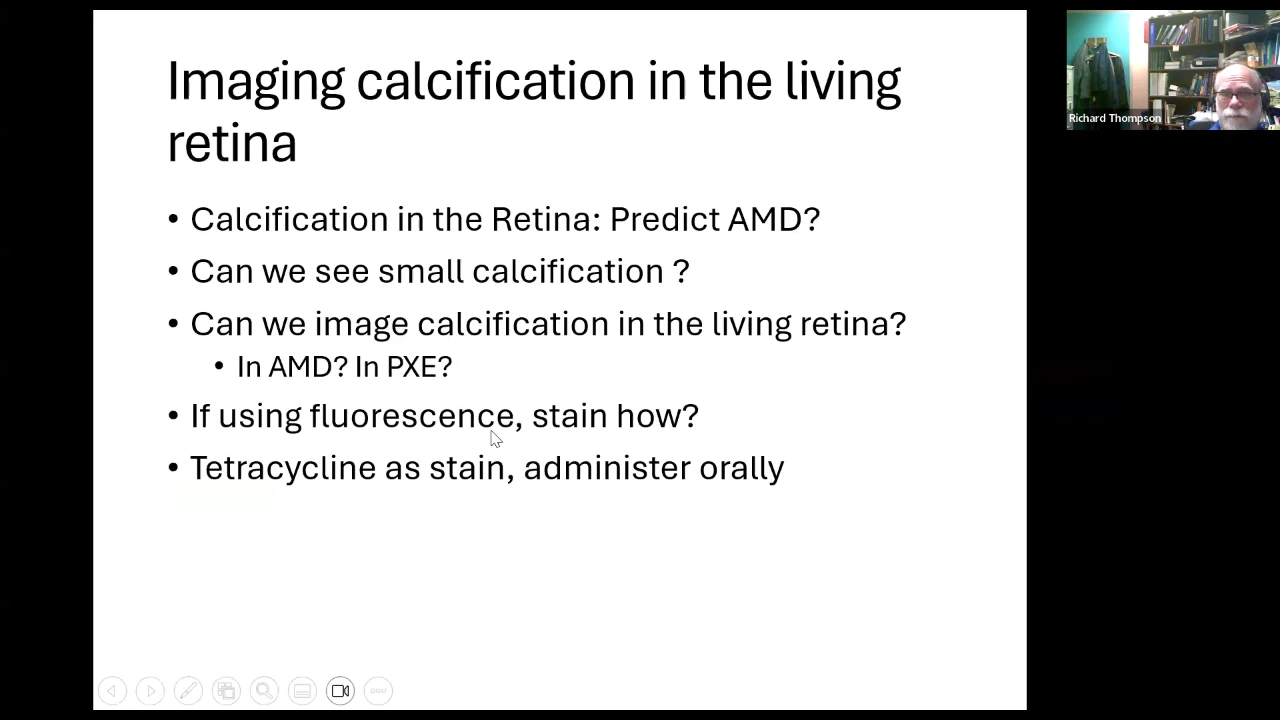 Imaging calcification in the living
retina
• Calcification in the Retina: Predict AMD?
• Can we see small calcification ?
• Can we image calcification in the living retina?
• In AMD? In PXE?
• If using fluorescence, stain how?
• Tetracycline as stain, administer orally
Richard Thompson